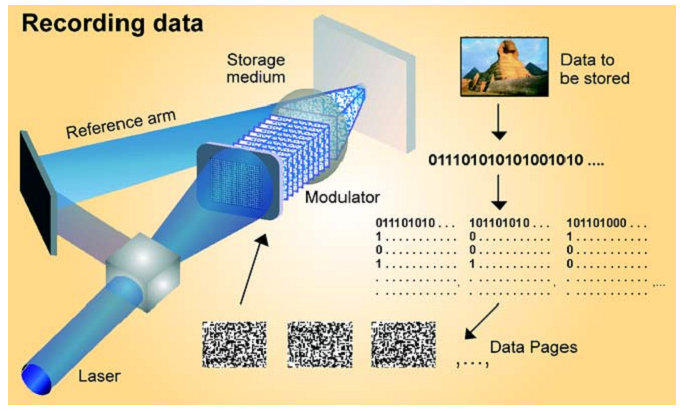 Recording data
Storage
medium
Data to
be stored
Reference arm
011101010101001010 ....
Modulator
011101010 . . . 101101010 . . . 101101000 . . .
1 . . . . . . . . . . . 0 . . . . . . . . . . . 1 . . . . . . . . . . .
0 . . . . . . . . . . . 0 . . . . . . . . . . . 0 . . . . . . . . . . .
1 . . . . . . . . . . . 1 . . . . . . . . . . . 0 . . . . . . . . . . .
. . . . . . . . . . . . , . . . . . . . . . . . . , . . . . . . . . . . . . ,...
Data Pages
, . . . ,
Laser